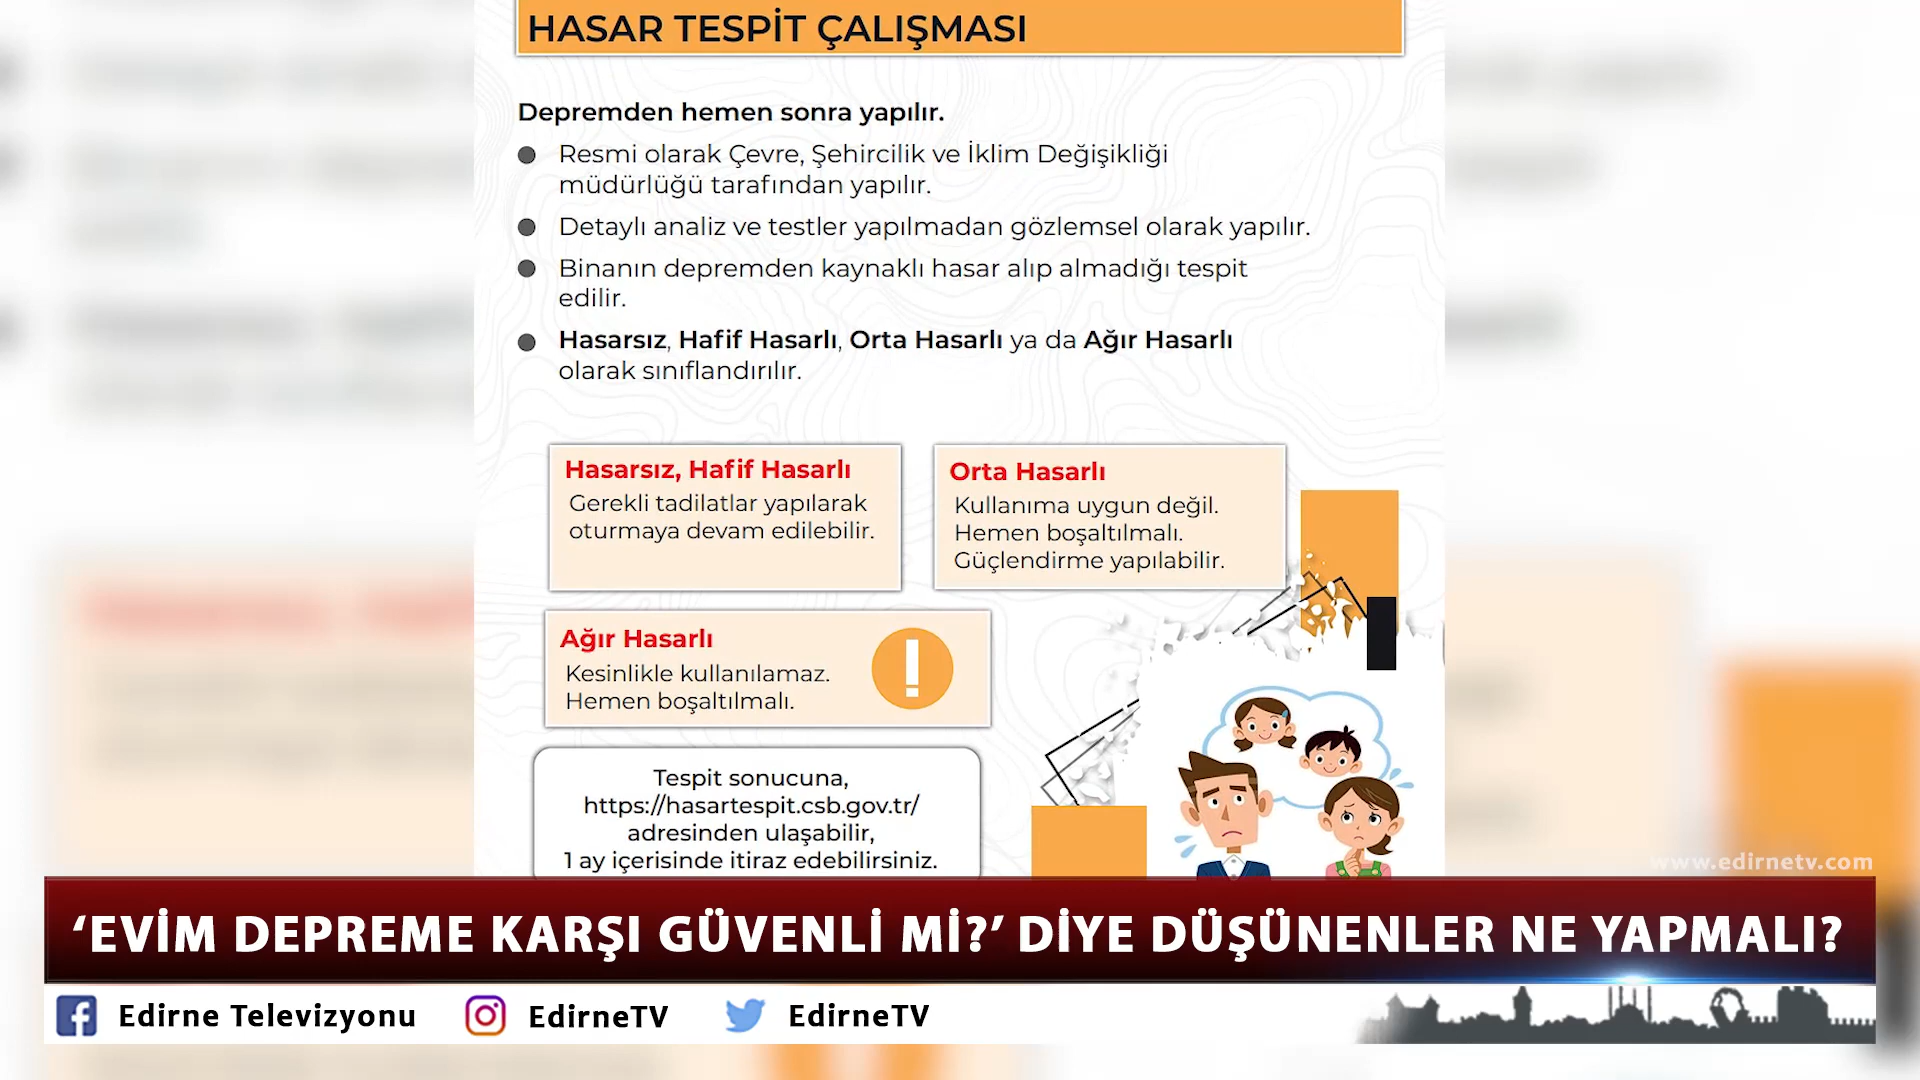 HASAR TESPİT ÇALIŞMASI
Depremden hemen sonra yapılır.
Resmi olarak Çevre, Şehircilik ve İklim Değişikliği
müdürlüğü tarafından yapılır.
Detaylı analiz ve testler yapılmadan gözlemsel olarak yapılır.
Binanın depremden kaynaklı hasar alıp almadığı tespit
edilir.
Hasarsız, Hafif Hasarlı, Orta Hasarlı ya da Ağır Hasarlı
olarak sınıflandırılır.
Hasarsız, Hafif Hasarlı
Gerekli tadilatlar yapılarak
oturmaya devam edilebilir.
Orta Hasarlı
Kullanıma uygun değil.
Hemen boşaltılmalı.
Güçlendirme yapılabilir.
Ağır Hasarlı
Kesinlikle kullanılamaz.
Hemen boşaltılmalı.
Tespit sonucuna,
https://hasartespit.csb.gov.tr/
adresinden ulaşabilir,
1 ay içerisinde itiraz edebilirsiniz.
www.edirnetv.com
‘EVİM DEPREME KARŞI GÜVENLİ Mİ?’ DİYE DÜŞÜNENLER NE YAPMALI?
Edirne Televizyonu EdirneTV EdirneTV